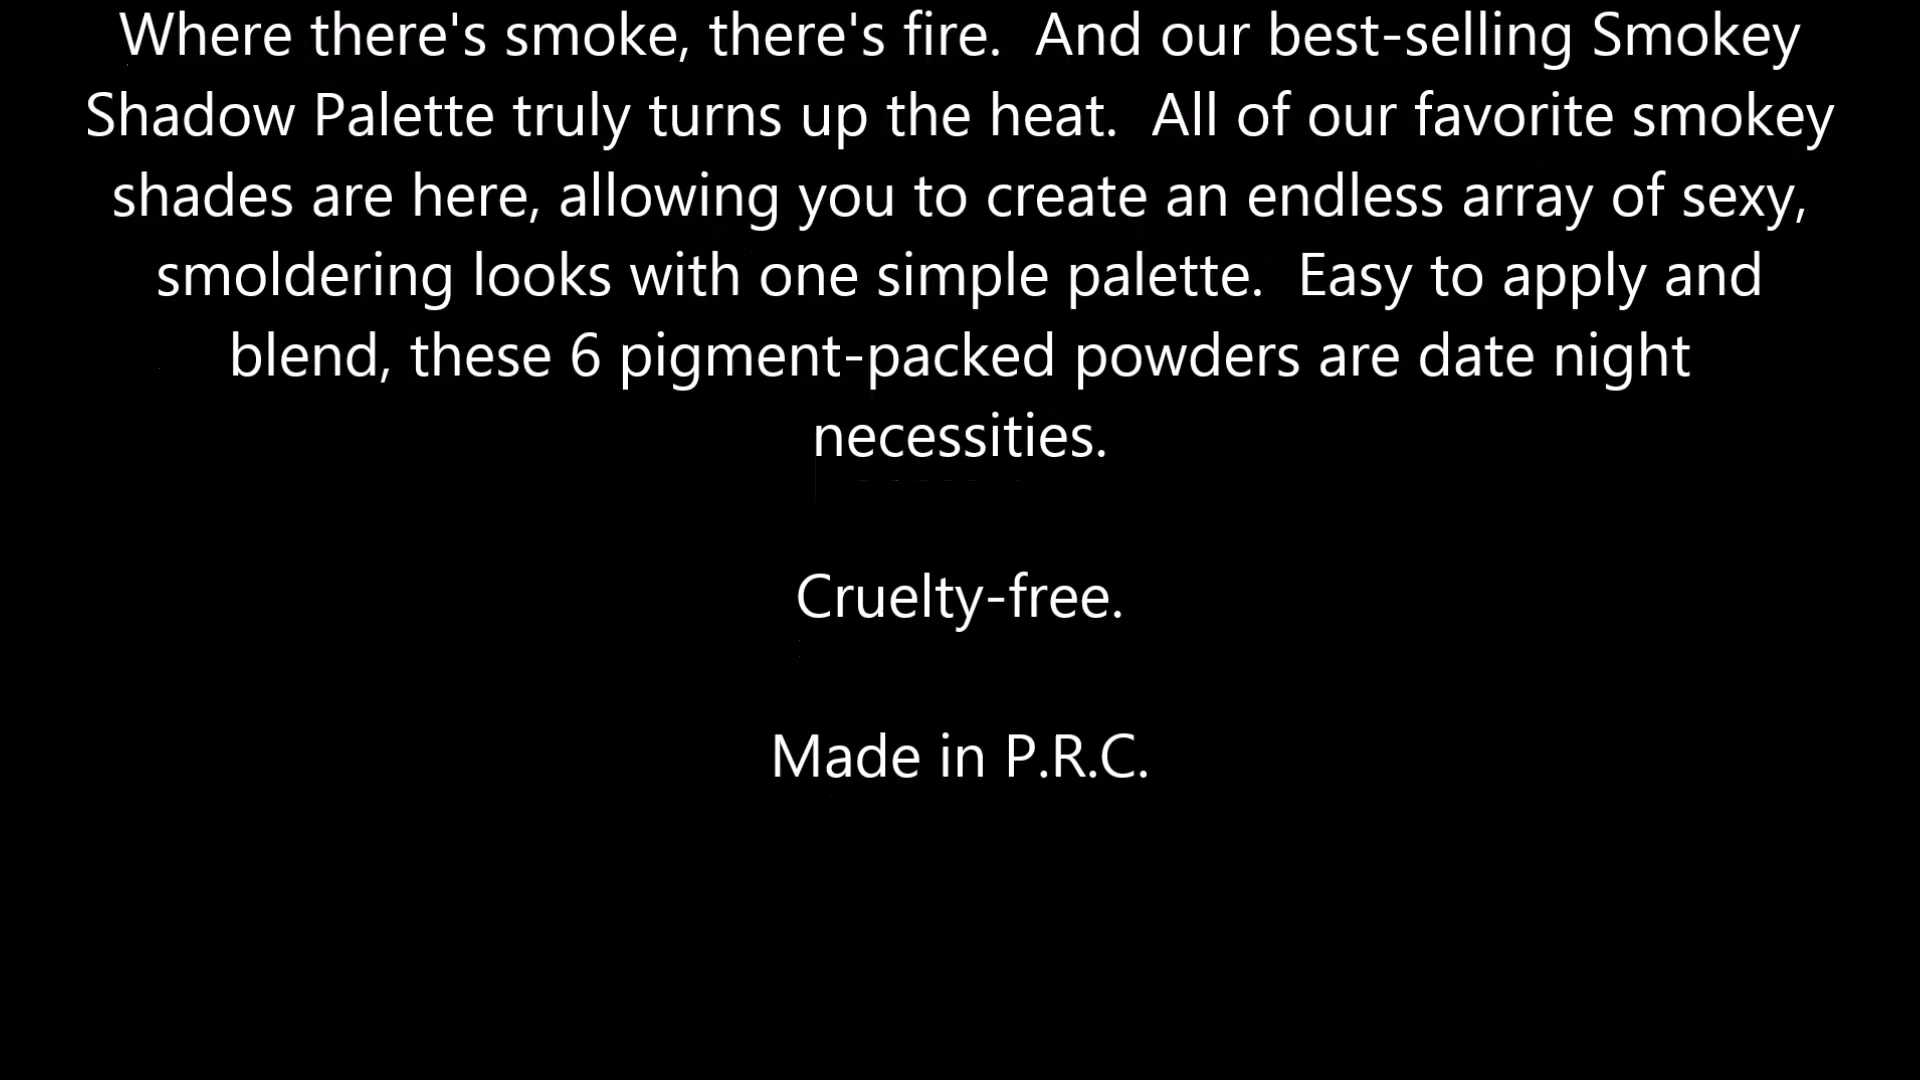 Where there's smoke, there's fire.  And our best-selling Smokey
Shadow Palette truly turns up the heat.  All of our favorite smokey
shades are here, allowing you to create an endless array of sexy,
smoldering looks with one simple palette.  Easy to apply and
blend, these 6 pigment-packed powders are date night
necessities.
Cruelty-free.
Made in P.R.C.